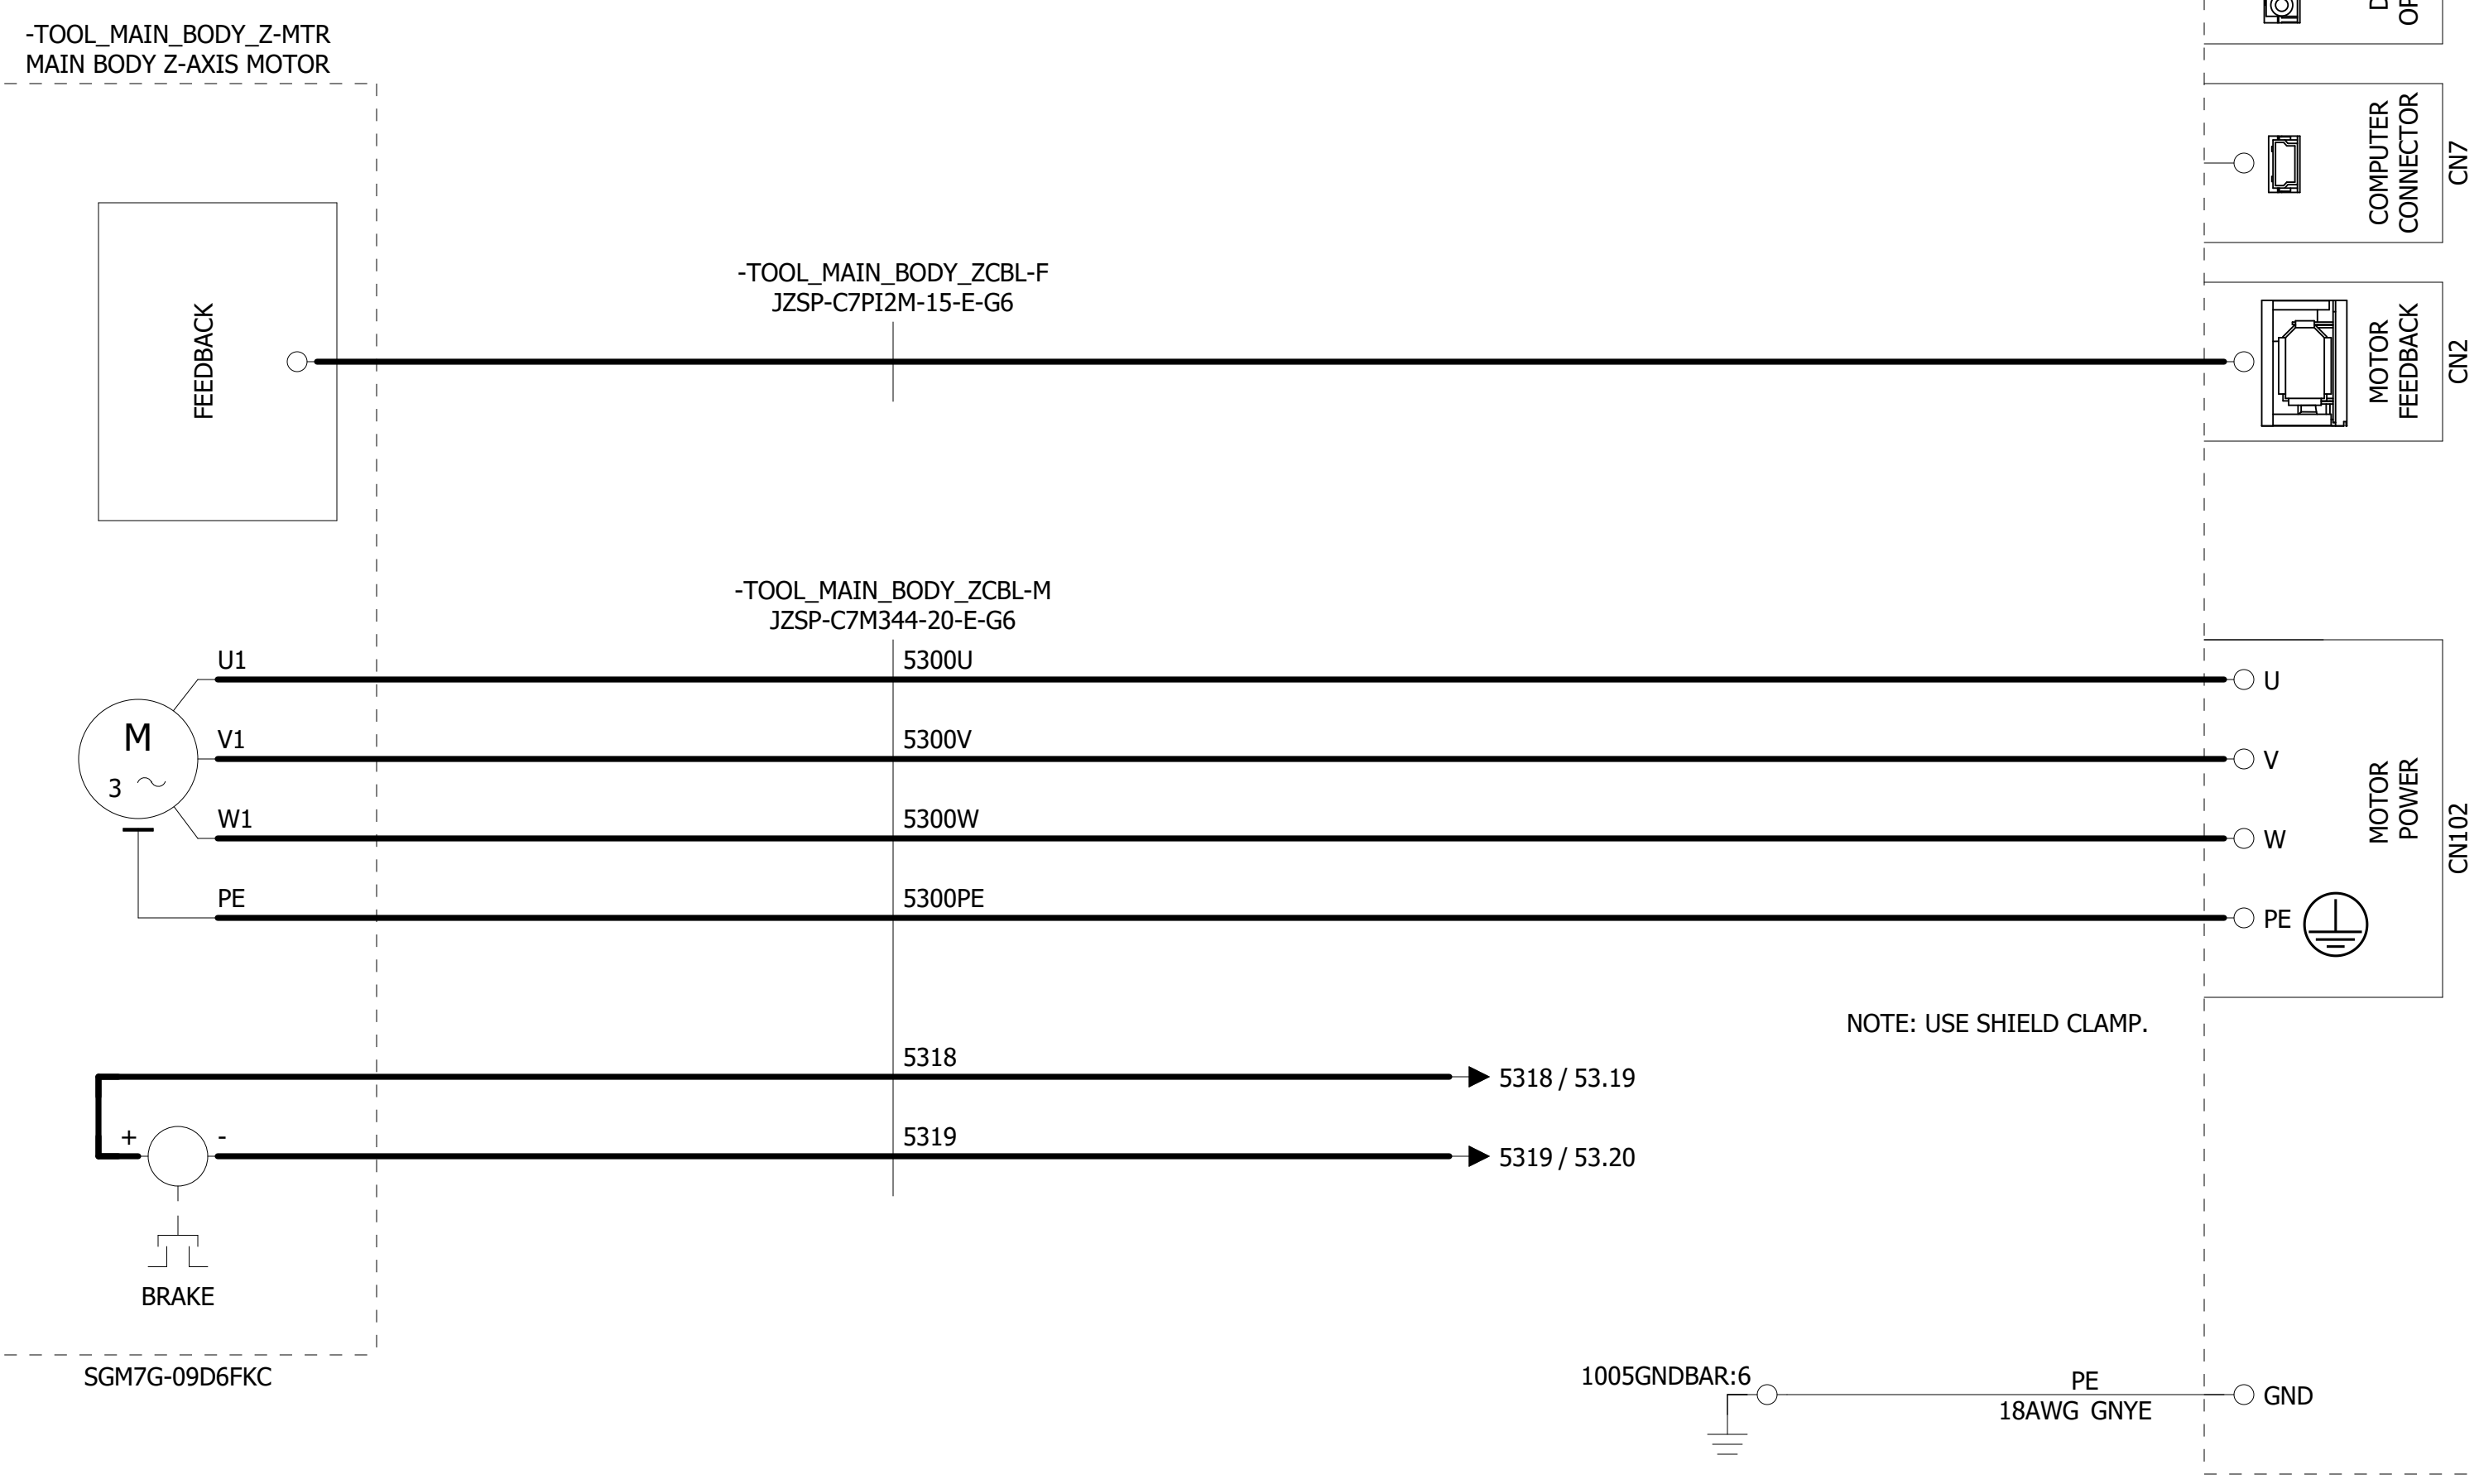 -TOOL_MAIN_BODY_Z-MTR
MAIN BODY Z-AXIS MOTOR
COMPUTER
CONNECTOR
CN7
-TOOL_MAIN_BODY_ZCBL-F
JZSP-C7PI2M-15-E-G6
FEEDBACK
MOTOR
FEEDBACK
CN2
-TOOL_MAIN_BODY_ZCBL-M
JZSP-C7M344-20-E-G6
U1
5300U
U
M
3
V1
5300V
V
W1
5300W
W
MOTOR
POWER
CN102
PE
5300PE
PE
NOTE: USE SHIELD CLAMP.
5318
5318 / 53.19
+
-
5319
5319 / 53.20
BRAKE
SGM7G-09D6FKC
1005GNDBAR:6
PE
18AWG GNYE
GND